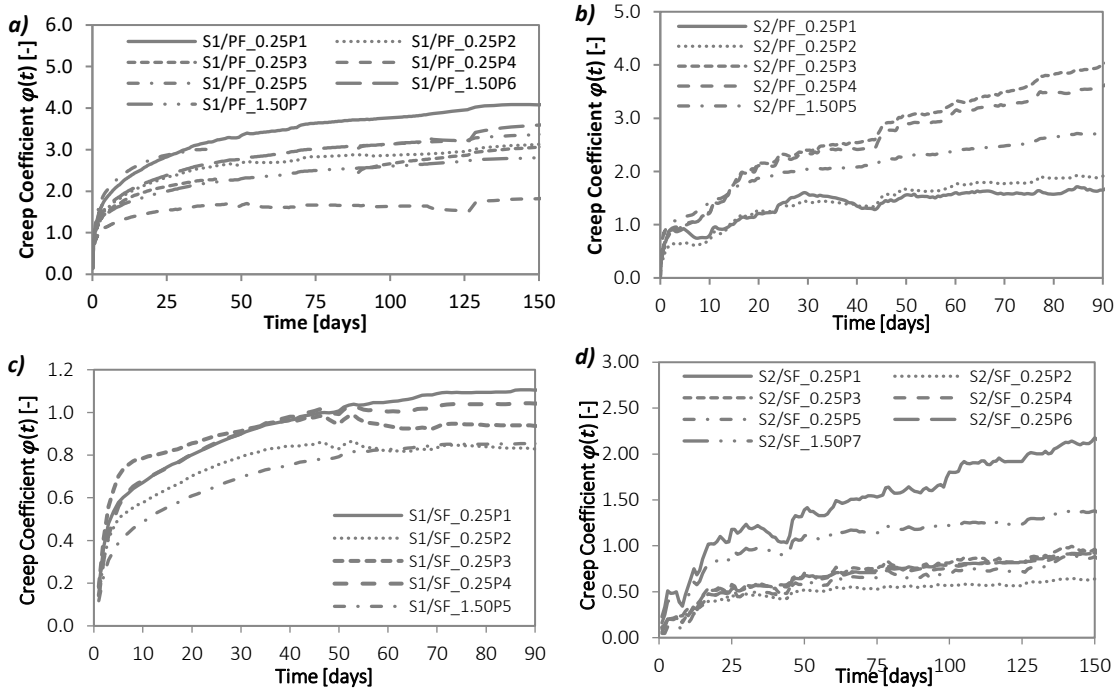 a)
6.0
5.0
4.0
3.0
2.0
1.0
0.0
Creep Coefficient φ(t) [-]
S1/PF_0.25P1
S1/PF_0.25P2
S1/PF_0.25P3
S1/PF_0.25P4
S1/PF_0.25P5
S1/PF_1.50P6
S1/PF_1.50P7
0 25 50 75 100 125 150
Time [days]
b)
5.0
4.0
3.0
2.0
1.0
0.0
Creep Coefficient φ(t) [-]
S2/PF_0.25P1
S2/PF_0.25P2
S2/PF_0.25P3
S2/PF_0.25P4
S2/PF_1.50P5
0 10 20 30 40 50 60 70 80 90
Time [days]
c)
1.2
1.0
0.8
0.6
0.4
0.2
0.0
Creep Coefficient φ(t) [-]
S1/SF_0.25P1
S1/SF_0.25P2
S1/SF_0.25P3
S1/SF_0.25P4
S1/SF_1.50P5
0 10 20 30 40 50 60 70 80 90
Time [days]
d)
3.00
2.50
2.00
1.50
1.00
0.50
0.00
Creep Coefficient φ(t) [-]
S2/SF_0.25P1
S2/SF_0.25P2
S2/SF_0.25P3
S2/SF_0.25P4
S2/SF_0.25P5
S2/SF_0.25P6
S2/SF_1.50P7
0 25 50 75 100 125 150
Time [days]